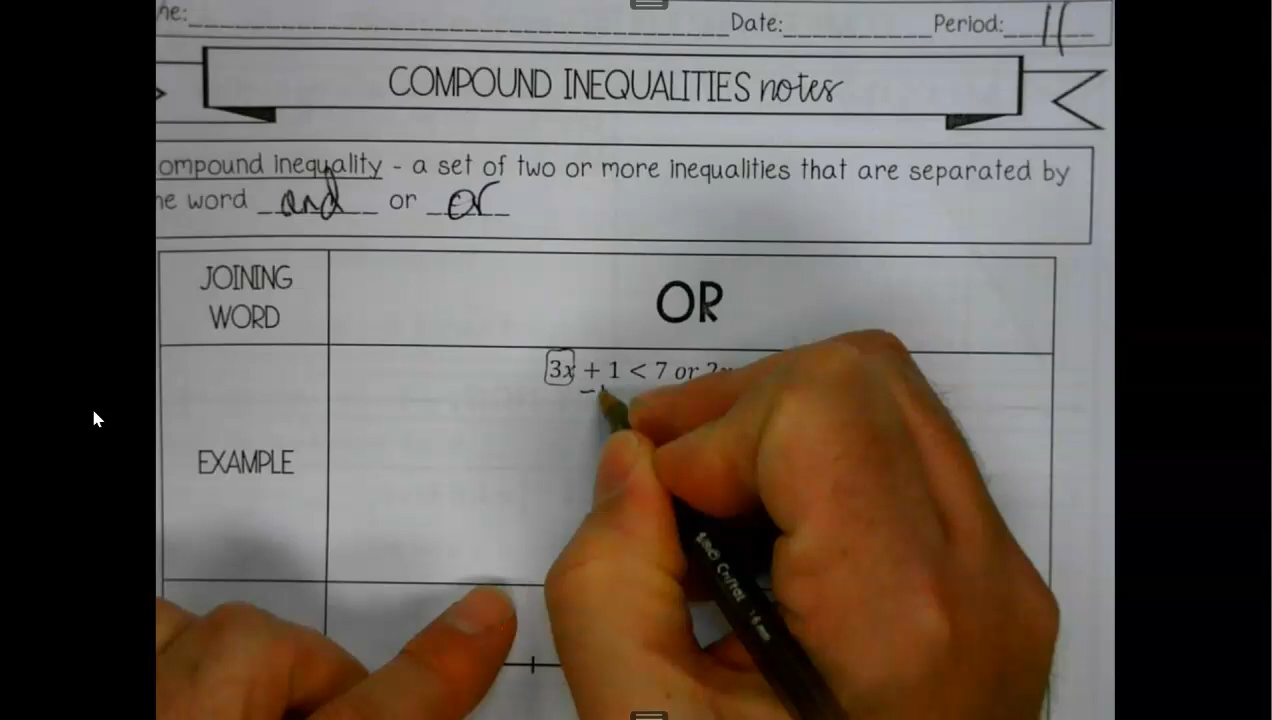 Date: Period: 11
COMPOUND INEQUALITIES notes
ompound inequality - a set of two or more inequalities that are separated by
he word and or or
JOINING
WORD
OR
3x + 1 < 7 or
EXAMPLE